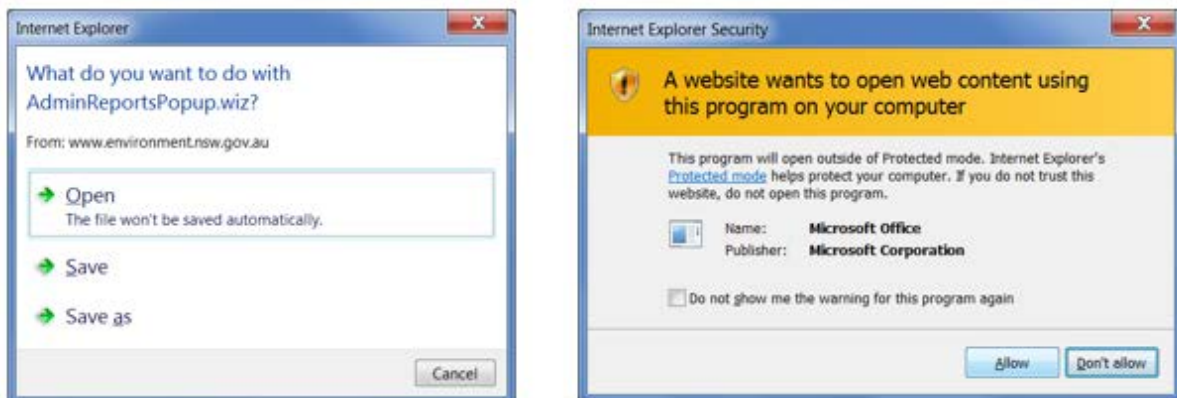 Internet Explorer
What do you want to do with
AdminReportsPopup.wiz?
From: www.environment.nsw.gov.au
Open
The file won't be saved automatically.
Save
Save as
Cancel
Internet Explorer Security
A website wants to open web content using
this program on your computer
This program will open outside of Protected mode. Internet Explorer's
Protected mode helps protect your computer. If you do not trust this
website, do not open this program.
Name: Microsoft Office
Publisher: Microsoft Corporation
Do not show me the warning for this program again
Allow Don't allow